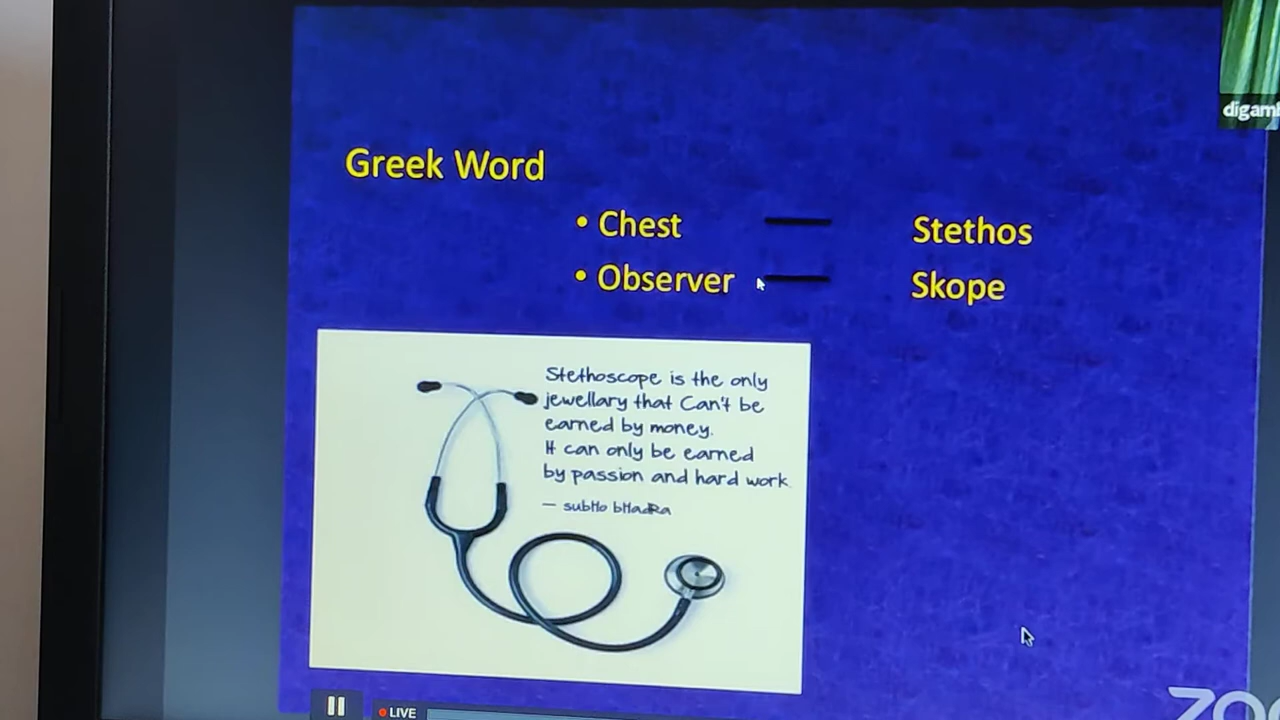 Greek Word
• Chest — Stethos
• Observer — Skope
Stethoscope is the only
jewellary that Can't be
earned by money.
It can only be earned
by passion and hard work
— subHo bHadRa
LIVE